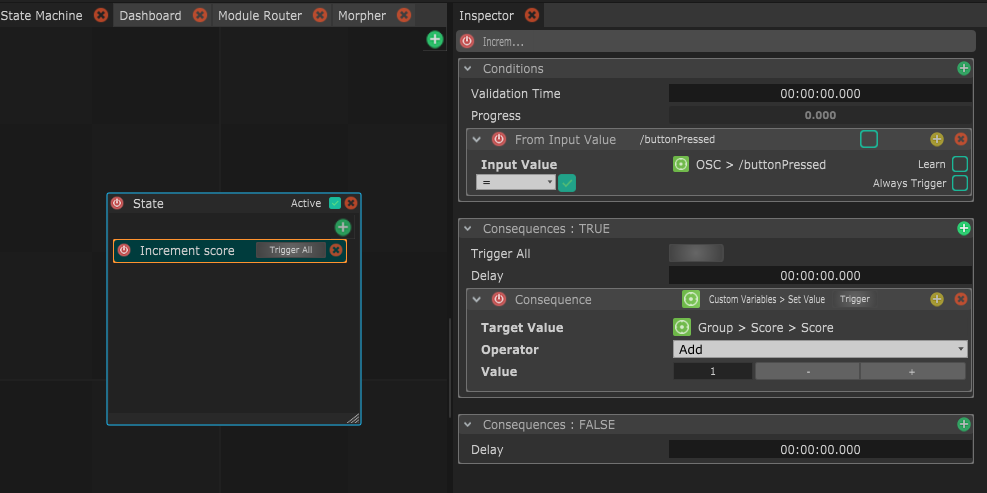 State Machine Dashboard Module Router Morpher
State Active
Increment score Trigger All
Inspector
Increm...
Conditions
Validation Time 00:00:00.000
Progress 0.000
From Input Value /buttonPressed
Input Value OSC > /buttonPressed Learn
= Always Trigger
Consequences : TRUE
Trigger All
Delay 00:00:00.000
Consequence Custom Variables > Set Value Trigger
Target Value Group > Score > Score
Operator Add
Value 1 - +
Consequences : FALSE
Delay 00:00:00.000